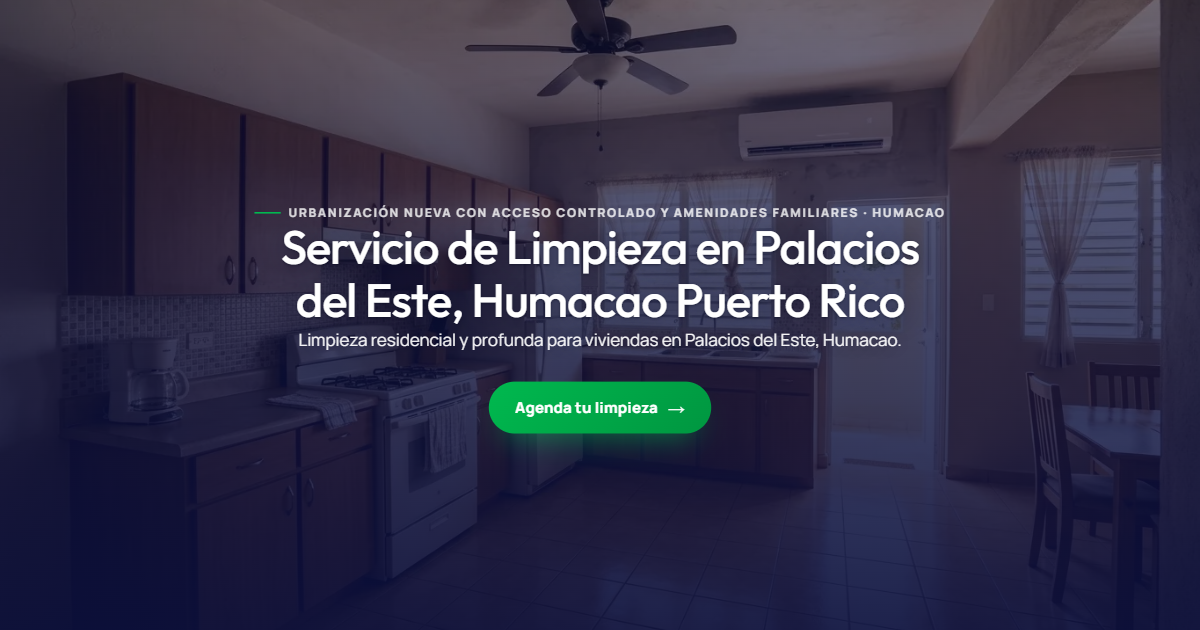 URBANIZACIÓN NUEVA CON ACCESO CONTROLADO Y AMENIDADES FAMILIARES · HUMACAO
Servicio de Limpieza en Palacios
del Este, Humacao Puerto Rico
Limpieza residencial y profunda para viviendas en Palacios del Este, Humacao.
Agenda tu limpieza →